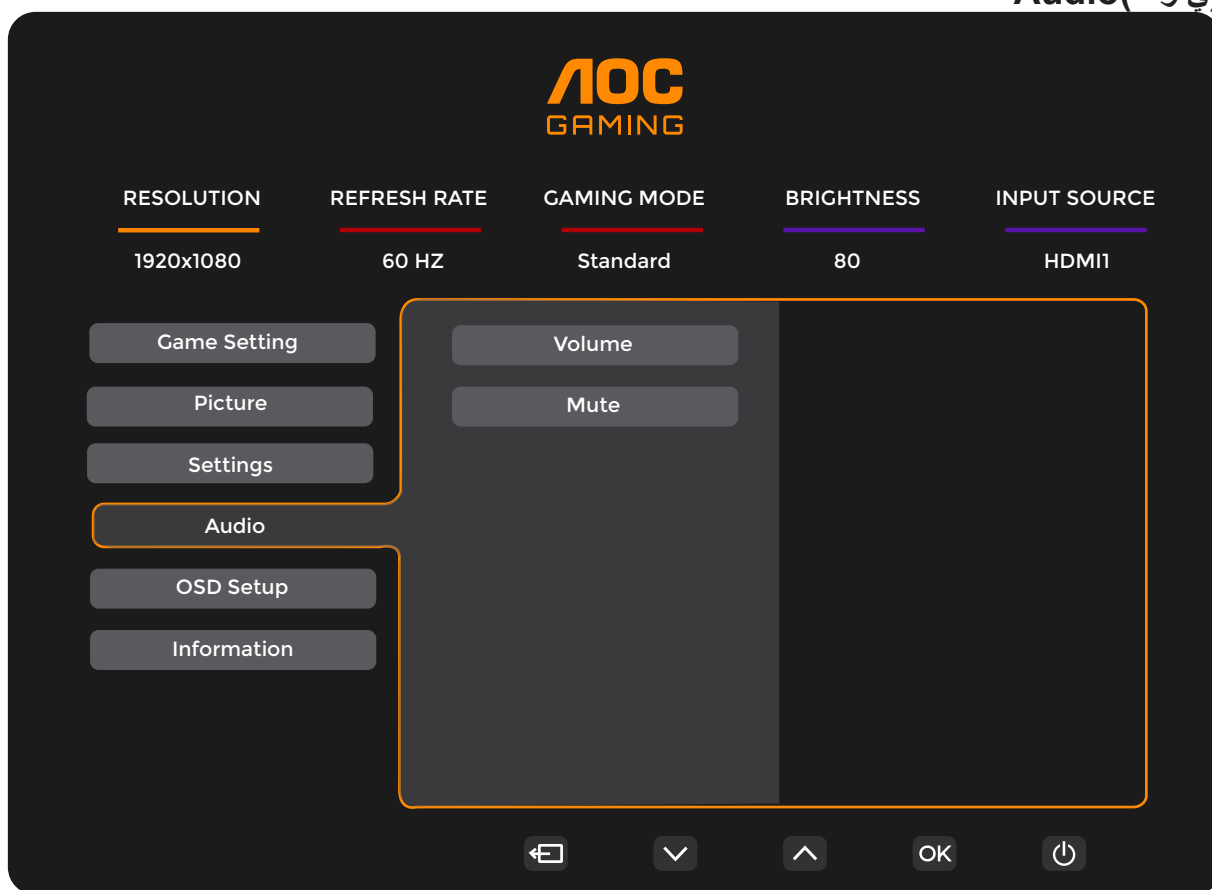 Audio(
AOC
GAMING
RESOLUTION REFRESH RATE GAMING MODE BRIGHTNESS INPUT SOURCE
1920x1080 60 HZ Standard 80 HDMI1
Game Setting Volume
Picture Mute
Settings
Audio
OSD Setup
Information
OK